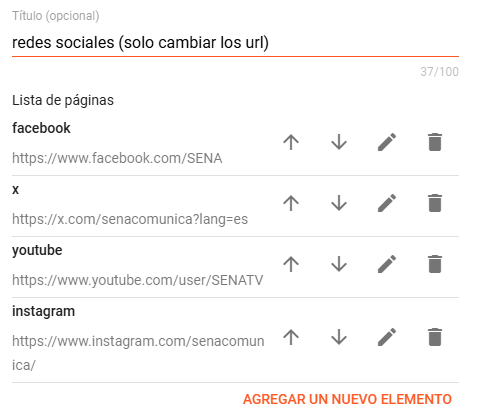 Título (opcional)
redes sociales (solo cambiar los url)
37/100
Lista de páginas
facebook
https://www.facebook.com/SENA
x
https://x.com/senacomunica?lang=es
youtube
https://www.youtube.com/user/SENATV
instagram
https://www.instagram.com/senacomun
ica/
AGREGAR UN NUEVO ELEMENTO